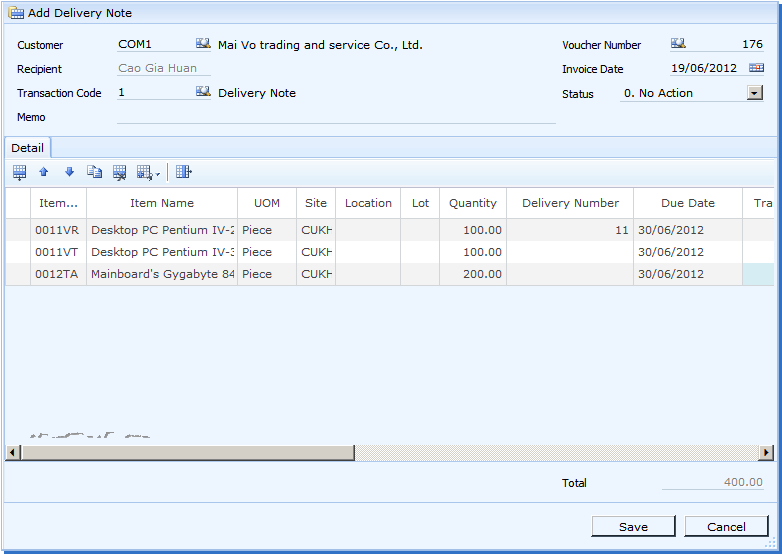 Add Delivery Note
Customer COM1 Mai Vo trading and service Co., Ltd. Voucher Number 176
Recipient Cao Gia Huan Invoice Date 19/06/2012
Transaction Code 1 Delivery Note Status 0. No Action
Memo
Detail
Item... Item Name UOM Site Location Lot Quantity Delivery Number Due Date Tra
0011VR Desktop PC Pentium IV-2 Piece CUKH 100.00 11 30/06/2012
0011VT Desktop PC Pentium IV-3 Piece CUKH 100.00 30/06/2012
0012TA Mainboard's Gygabyte 84 Piece CUKH 200.00 30/06/2012
Total 400.00
Save Cancel